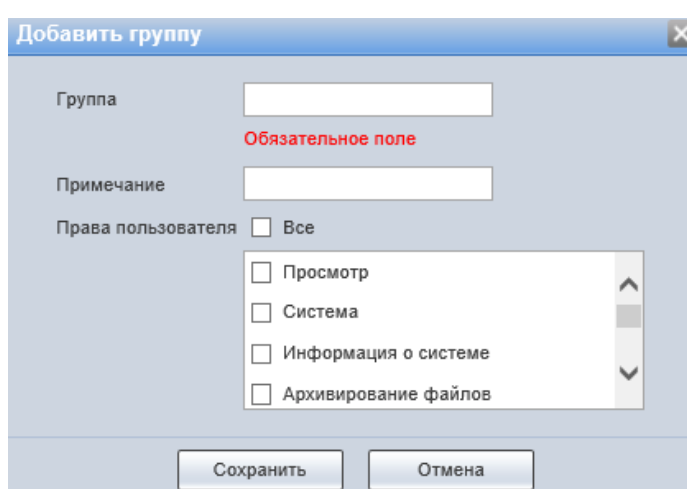 Добавить группу
Группа
Обязательное поле
Примечание
Права пользователя Все
Просмотр
Система
Информация о системе
Архивирование файлов
Сохранить Отмена